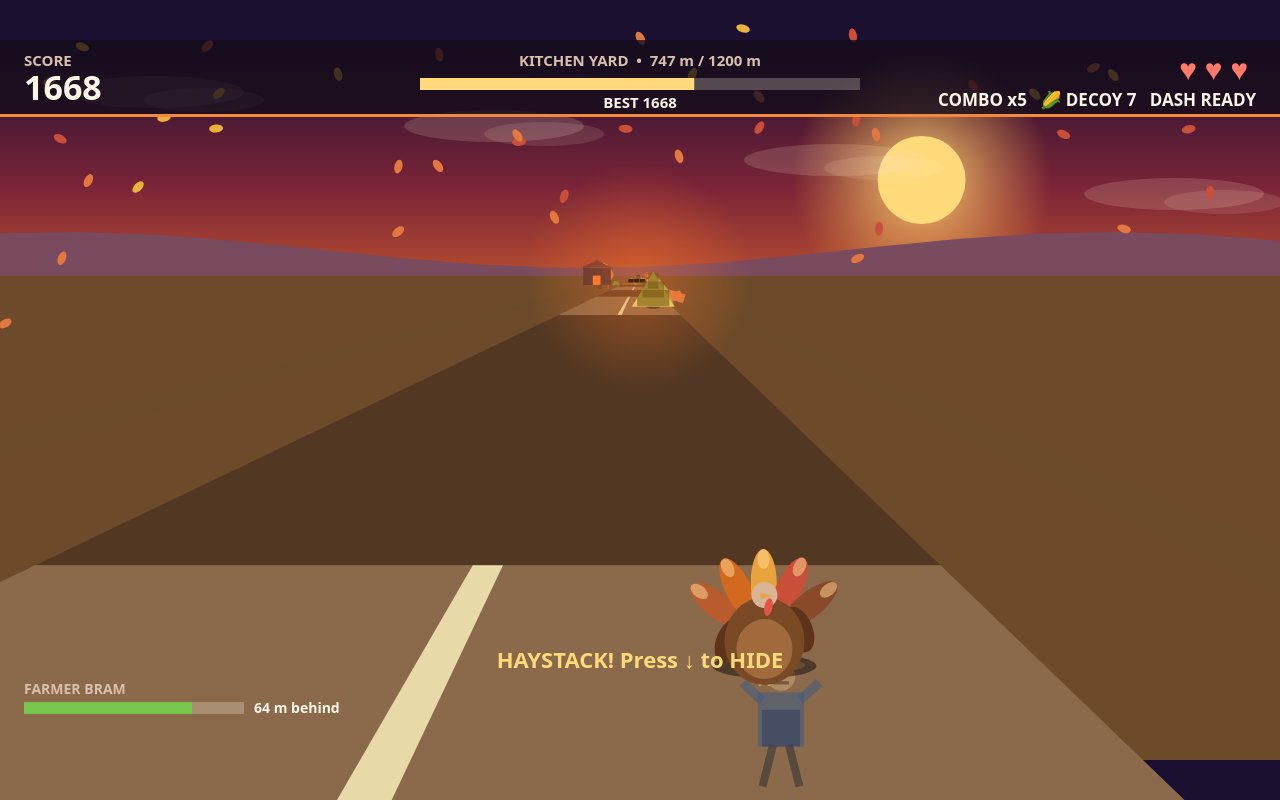 SCORE
1668
KITCHEN YARD • 747 m / 1200 m
BEST 1668
COMBO x5 🌽 DECOY 7 DASH READY
HAYSTACK! Press ↓ to HIDE
FARMER BRAM
64 m behind